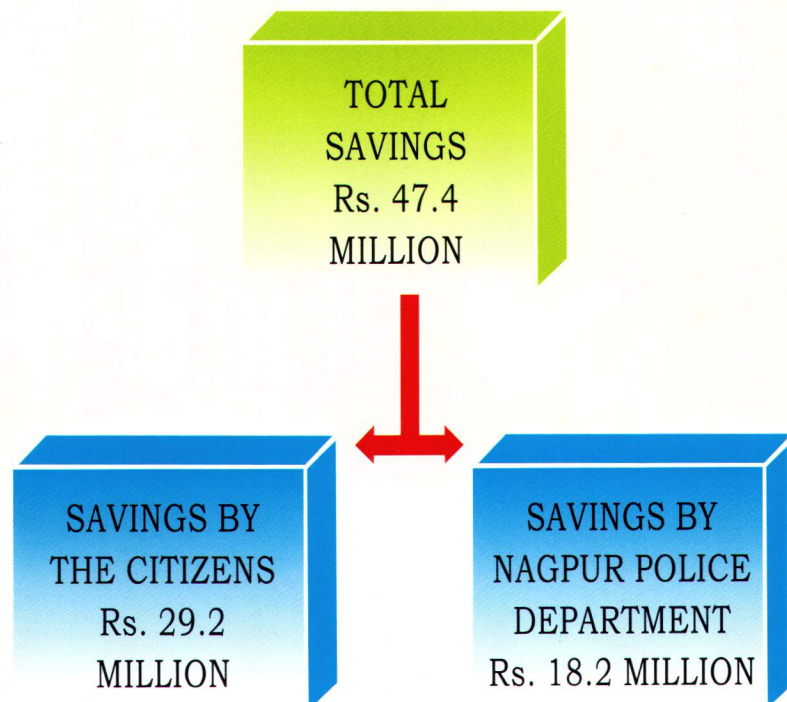 TOTAL
SAVINGS
Rs. 47.4
MILLION
SAVINGS BY
THE CITIZENS
Rs. 29.2
MILLION
SAVINGS BY
NAGPUR POLICE
DEPARTMENT
Rs. 18.2 MILLION